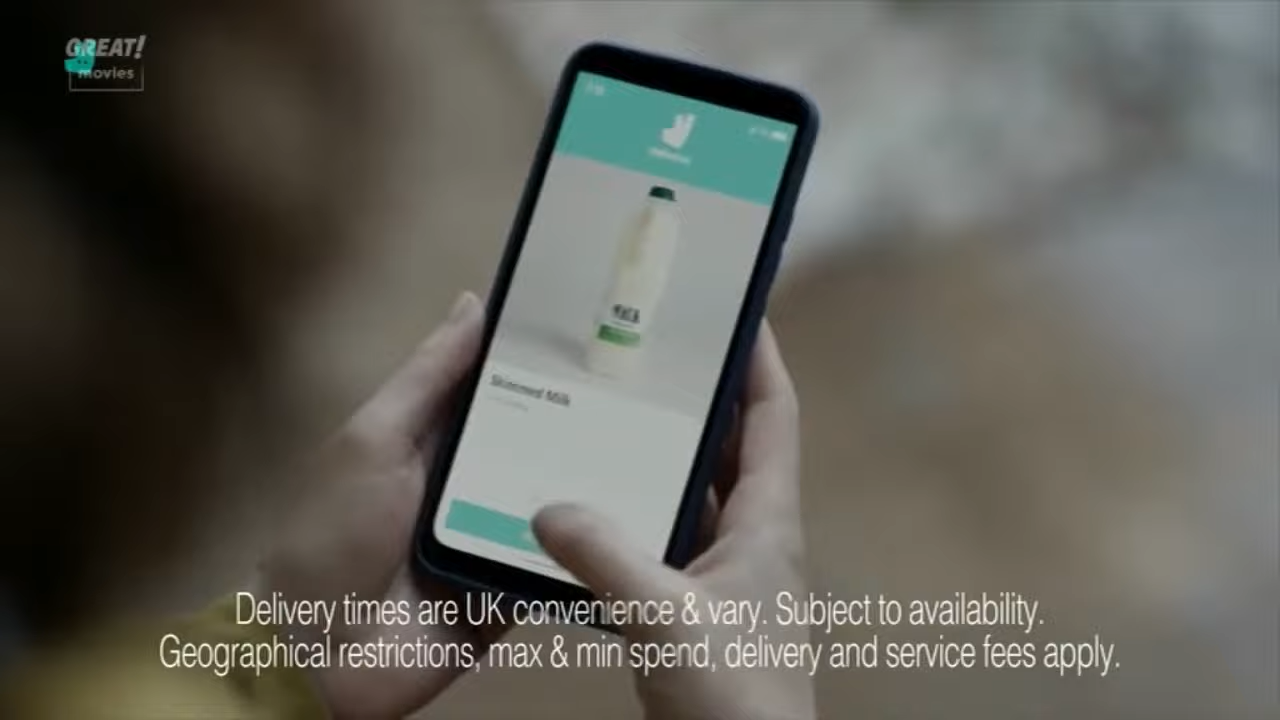 GREAT!
movies
MILK
Skimmed Milk
Delivery times are UK convenience & vary. Subject to availability.
Geographical restrictions, max & min spend, delivery and service fees apply.